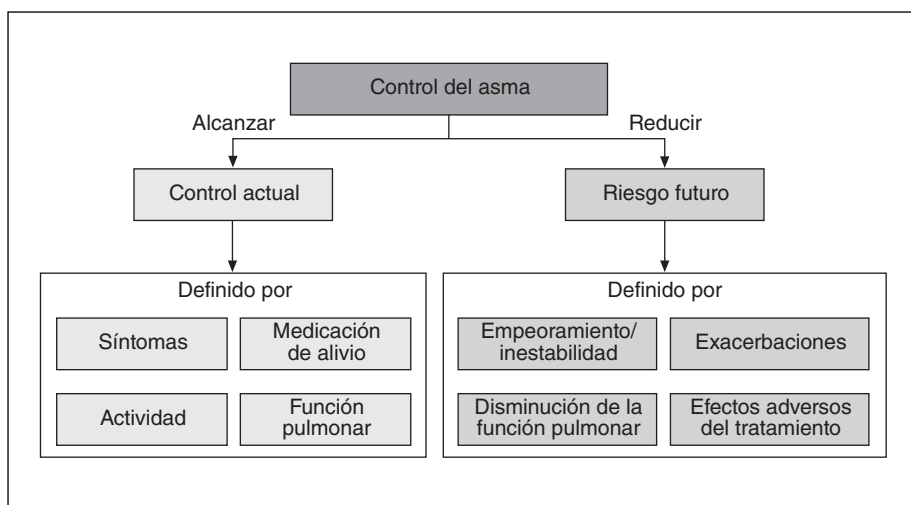 Control del asma
Alcanzar
Reducir
Control actual
Riesgo futuro
Definido por
Síntomas
Medicación
de alivio
Actividad
Función
pulmonar
Definido por
Empeoramiento/
inestabilidad
Exacerbaciones
Disminución de la
función pulmonar
Efectos adversos
del tratamiento